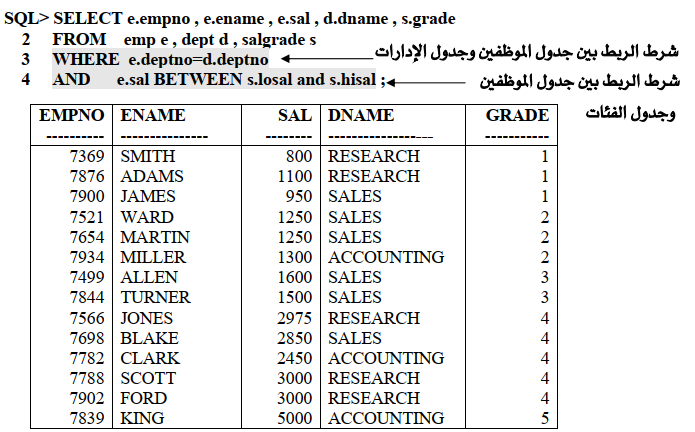 SQL> SELECT e.empno , e.ename , e.sal , d.dname , s.grade
2 FROM emp e , dept d , salgrade s
3 WHERE e.deptno=d.deptno شرط الربط بين جدول الموظفين وجدول الإدارات
4 AND e.sal BETWEEN s.losal and s.hisal ; شرط الربط بين جدول الموظفين
وجدول الفئات
EMPNO ENAME SAL DNAME GRADE
---------- --------------- -------- ------------------ -----------
7369 SMITH 800 RESEARCH 1
7876 ADAMS 1100 RESEARCH 1
7900 JAMES 950 SALES 1
7521 WARD 1250 SALES 2
7654 MARTIN 1250 SALES 2
7934 MILLER 1300 ACCOUNTING 2
7499 ALLEN 1600 SALES 3
7844 TURNER 1500 SALES 3
7566 JONES 2975 RESEARCH 4
7698 BLAKE 2850 SALES 4
7782 CLARK 2450 ACCOUNTING 4
7788 SCOTT 3000 RESEARCH 4
7902 FORD 3000 RESEARCH 4
7839 KING 5000 ACCOUNTING 5